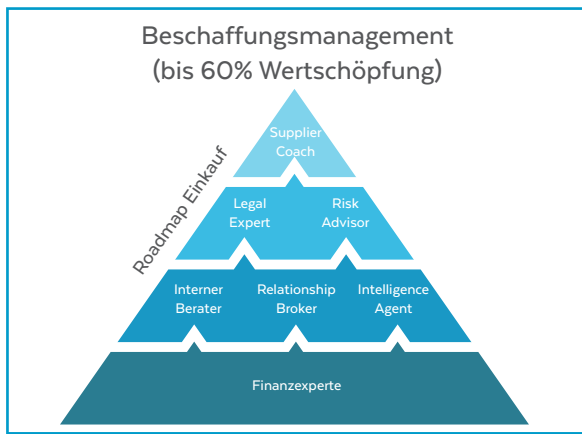 Beschaffungsmanagement
(bis 60% Wertschöpfung)
Roadmap Einkauf
Supplier
Coach
Legal
Expert
Risk
Advisor
Interner
Berater
Relationship
Broker
Intelligence
Agent
Finanzexperte